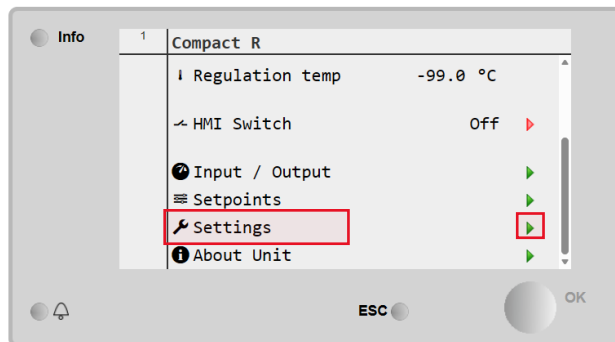 Info
1
Compact R
Regulation temp -99.0 °C
HMI Switch Off
Input / Output
Setpoints
Settings
About Unit
ESC
OK